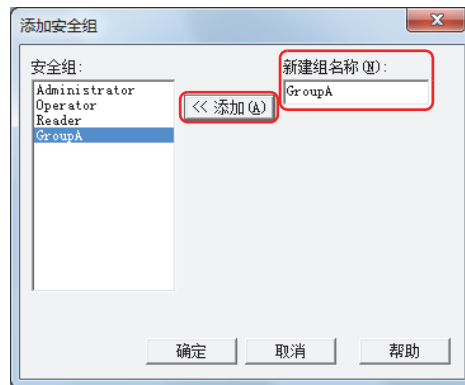 添加安全组
安全组:
新建组名称(N):
Administrator
Operator
Reader
GroupA
<< 添加(A)
GroupA
确定
取消
帮助